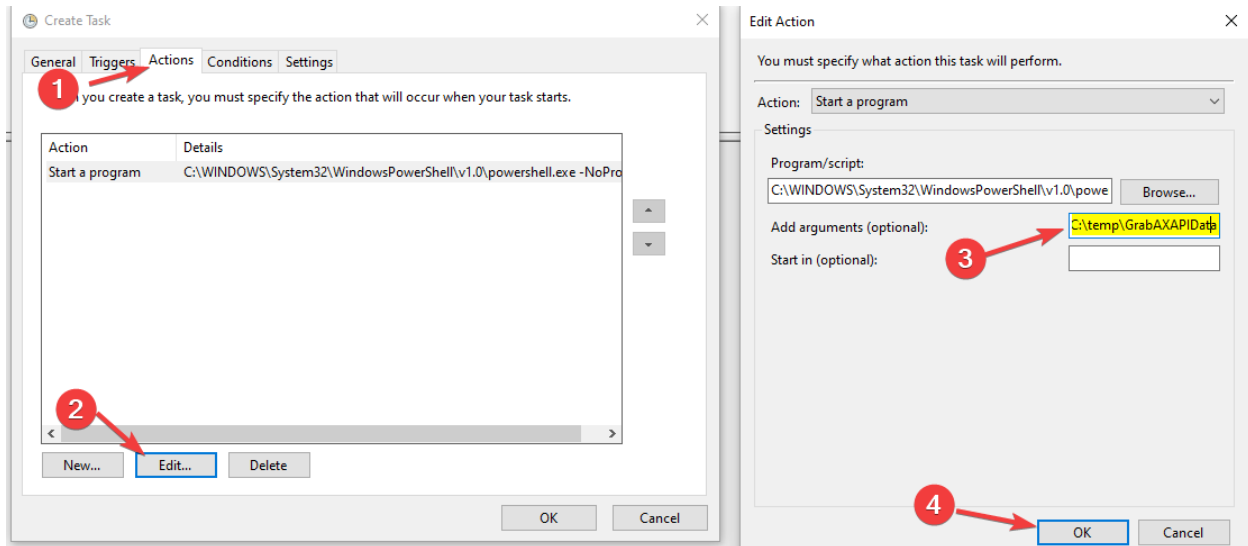 Create Task
General Triggers Actions Conditions Settings
1
you create a task, you must specify the action that will occur when your task starts.
Action Details
Start a program C:\WINDOWS\System32\WindowsPowerShell\v1.0\powershell.exe -NoPro
2
New... Edit... Delete
OK Cancel
Edit Action
You must specify what action this task will perform.
Action: Start a program
Settings
Program/script:
C:\WINDOWS\System32\WindowsPowerShell\v1.0\powe Browse...
Add arguments (optional): C:\temp\GrabAXAPIData
3
Start in (optional):
4
OK Cancel